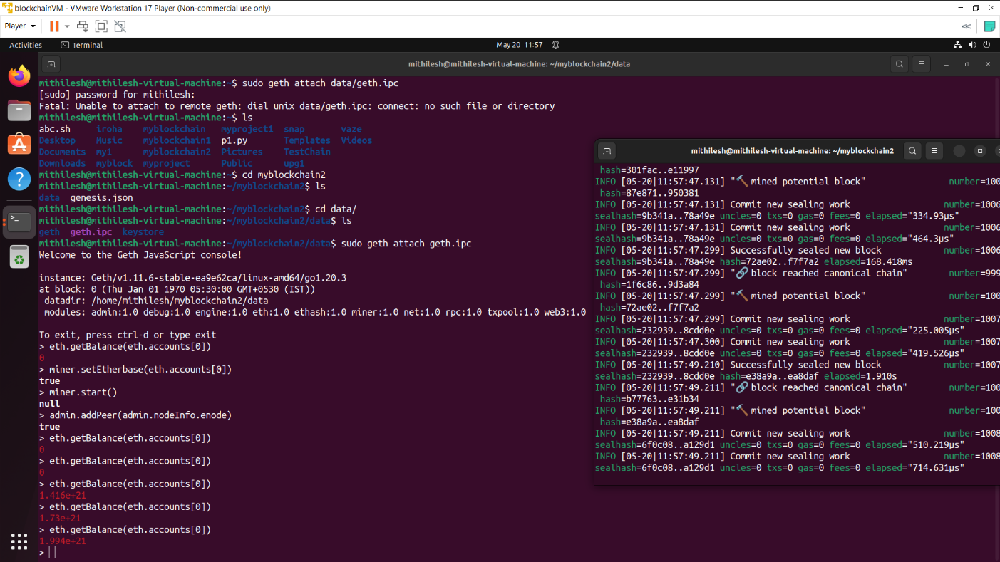 blockchainVM - VMware Workstation 17 Player (Non-commercial use only)
Player
Activities
Terminal
May 20 11:57
mithilesh@mithilesh-virtual-machine: ~/myblockchain2/data
mithilesh@mithilesh-virtual-machine:~$ sudo geth attach data/geth.ipc
[sudo] password for mithilesh:
Fatal: Unable to attach to remote geth: dial unix data/geth.ipc: connect: no such file or directory
mithilesh@mithilesh-virtual-machine:~$ ls
abc.sh iroha myblockchain myproject1 snap vaze
Desktop Music myblockchain1 p1.py Templates Videos
Documents my1 myblockchain2 Pictures TestChain
Downloads myblock myproject Public upg1
mithilesh@mithilesh-virtual-machine:~$ cd myblockchain2
mithilesh@mithilesh-virtual-machine:~/myblockchain2$ ls
data genesis.json
mithilesh@mithilesh-virtual-machine:~/myblockchain2$ cd data/
mithilesh@mithilesh-virtual-machine:~/myblockchain2/data$ ls
geth geth.ipc keystore
mithilesh@mithilesh-virtual-machine:~/myblockchain2/data$ sudo geth attach geth.ipc
Welcome to the Geth JavaScript console!
instance: Geth/v1.11.6-stable-ea9e62ca/linux-amd64/go1.20.3
at block: 0 (Thu Jan 01 1970 05:30:00 GMT+0530 (IST))
datadir: /home/mithilesh/myblockchain2/data
modules: admin:1.0 debug:1.0 engine:1.0 eth:1.0 ethash:1.0 miner:1.0 net:1.0 rpc:1.0 txpool:1.0 web3:1.0
To exit, press ctrl-d or type exit
> eth.getBalance(eth.accounts[0])
0
> miner.setEtherbase(eth.accounts[0])
true
> miner.start()
null
> admin.addPeer(admin.nodeInfo.enode)
true
> eth.getBalance(eth.accounts[0])
0
> eth.getBalance(eth.accounts[0])
0
> eth.getBalance(eth.accounts[0])
1.416e+21
> eth.getBalance(eth.accounts[0])
1.73e+21
> eth.getBalance(eth.accounts[0])
1.994e+21
>
mithilesh@mithilesh-virtual-machine: ~/myblockchain2
hash=301fac..e11997
INFO [05-20|11:57:47.131] "🔨 mined potential block" number=100
hash=87e871..950381
INFO [05-20|11:57:47.131] Commit new sealing work number=1006
sealhash=9b341a..78a49e uncles=0 txs=0 gas=0 fees=0 elapsed="334.93µs"
INFO [05-20|11:57:47.131] Commit new sealing work number=1006
sealhash=9b341a..78a49e uncles=0 txs=0 gas=0 fees=0 elapsed="464.3µs"
INFO [05-20|11:57:47.299] Successfully sealed new block number=1006
sealhash=9b341a..78a49e hash=72ae02..f7f7a2 elapsed=168.418ms
INFO [05-20|11:57:47.299] "🔗 block reached canonical chain" number=999
hash=1f6c86..9d3a84
INFO [05-20|11:57:47.299] "🔨 mined potential block" number=100
hash=72ae02..f7f7a2
INFO [05-20|11:57:47.299] Commit new sealing work number=1007
sealhash=232939..8cdd0e uncles=0 txs=0 gas=0 fees=0 elapsed="225.005µs"
INFO [05-20|11:57:47.300] Commit new sealing work number=1007
sealhash=232939..8cdd0e uncles=0 txs=0 gas=0 fees=0 elapsed="419.526µs"
INFO [05-20|11:57:49.210] Successfully sealed new block number=1007
sealhash=232939..8cdd0e hash=e38a9a..ea8daf elapsed=1.910s
INFO [05-20|11:57:49.211] "🔗 block reached canonical chain" number=100
hash=b77763..e31b34
INFO [05-20|11:57:49.211] "🔨 mined potential block" number=100
hash=e38a9a..ea8daf
INFO [05-20|11:57:49.211] Commit new sealing work number=1008
sealhash=6f0c08..a129d1 uncles=0 txs=0 gas=0 fees=0 elapsed="510.219µs"
INFO [05-20|11:57:49.211] Commit new sealing work number=1008
sealhash=6f0c08..a129d1 uncles=0 txs=0 gas=0 fees=0 elapsed="714.631µs"